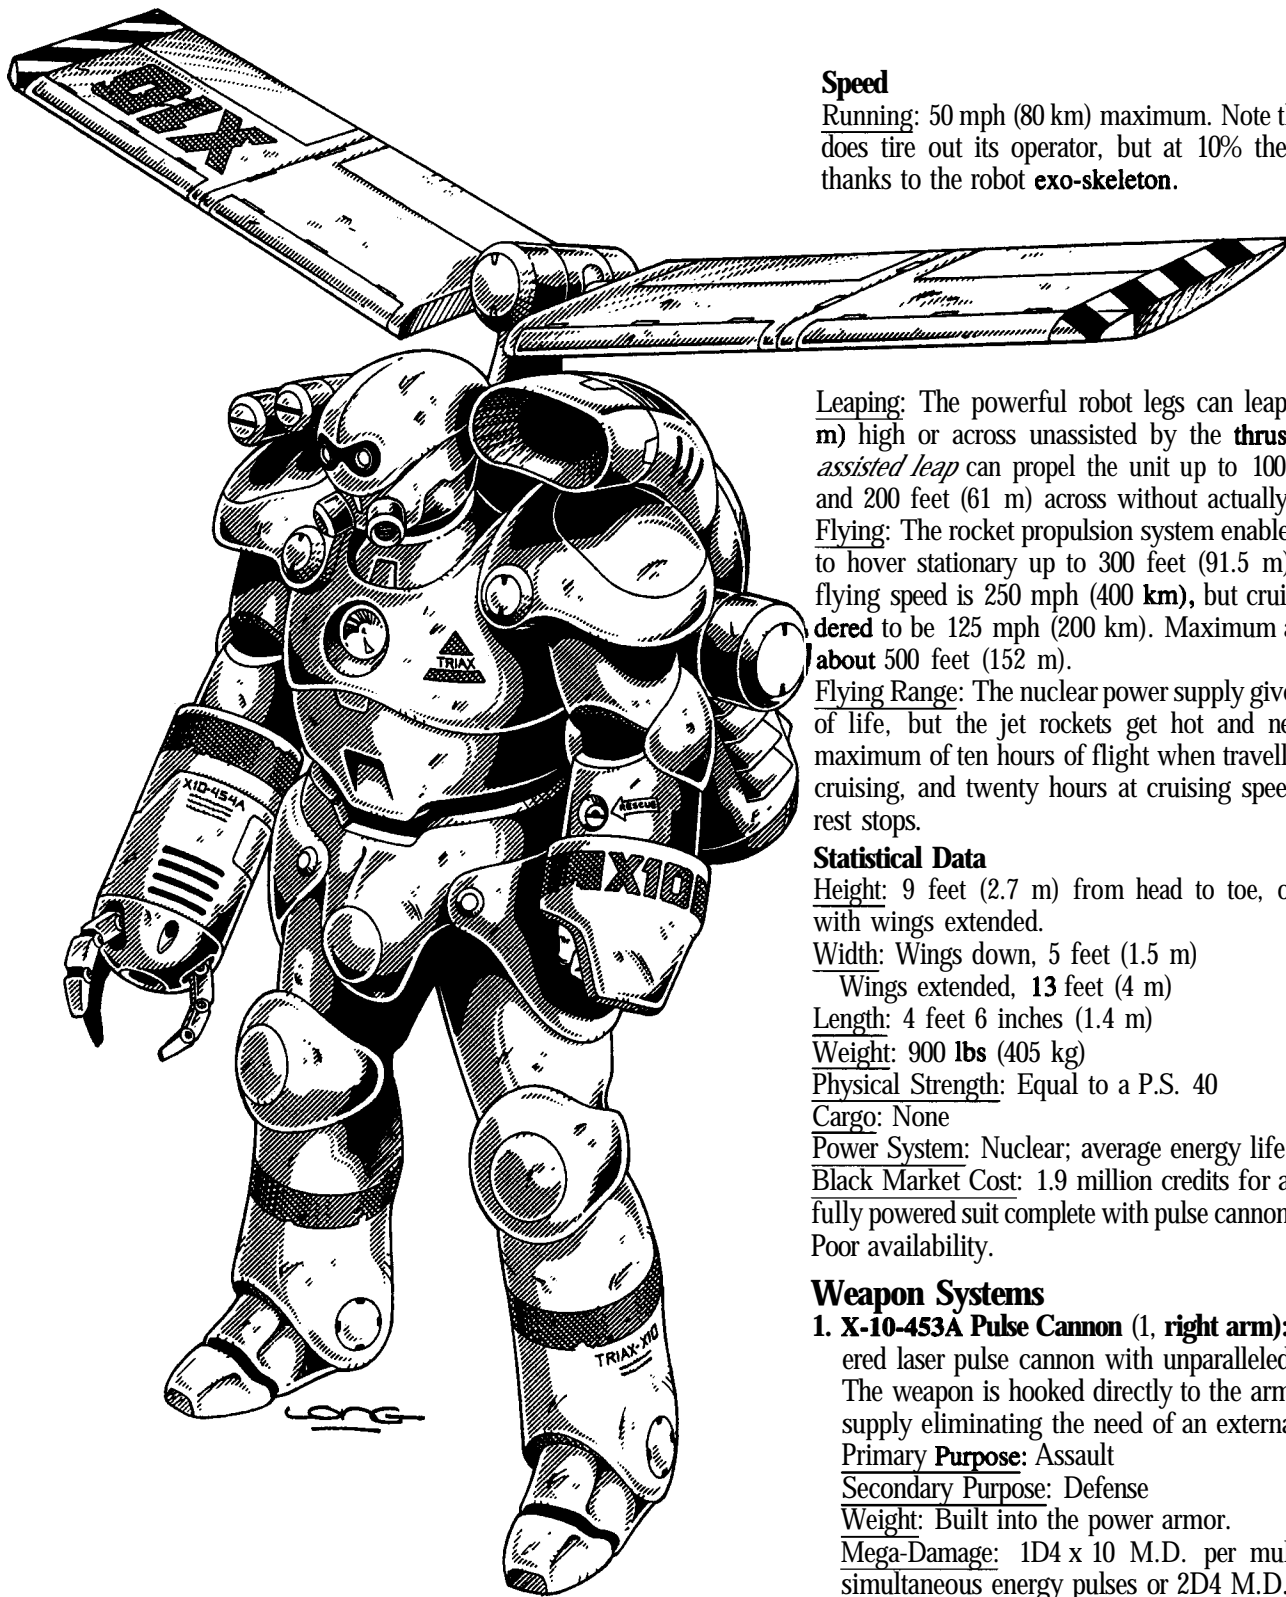 X10
Speed
Running: 50 mph (80 km) maximum. Note t
does tire out its operator, but at 10% the
thanks to the robot exo-skeleton.
Leaping: The powerful robot legs can leap
m) high or across unassisted by the thrus
assisted leap can propel the unit up to 100
and 200 feet (61 m) across without actually
Flying: The rocket propulsion system enable
to hover stationary up to 300 feet (91.5 m)
flying speed is 250 mph (400 km), but crui
dered to be 125 mph (200 km). Maximum a
about 500 feet (152 m).
Flying Range: The nuclear power supply give
of life, but the jet rockets get hot and ne
maximum of ten hours of flight when travell
cruising, and twenty hours at cruising spee
rest stops.
Statistical Data
Height: 9 feet (2.7 m) from head to toe, o
with wings extended.
Width: Wings down, 5 feet (1.5 m)
Wings extended, 13 feet (4 m)
Length: 4 feet 6 inches (1.4 m)
Weight: 900 lbs (405 kg)
Physical Strength: Equal to a P.S. 40
Cargo: None
Power System: Nuclear; average energy life
Black Market Cost: 1.9 million credits for a
fully powered suit complete with pulse cannon
Poor availability.
Weapon Systems
1. X-10-453A Pulse Cannon (1, right arm):
ered laser pulse cannon with unparalleled
The weapon is hooked directly to the arm
supply eliminating the need of an externa
Primary Purpose: Assault
Secondary Purpose: Defense
Weight: Built into the power armor.
Mega-Damage: 1D4 x 10 M.D. per mul
simultaneous energy pulses or 2D4 M.D.
TRIAX
X10-454A
RESCUE
X10
TRIAX-X10
LONG